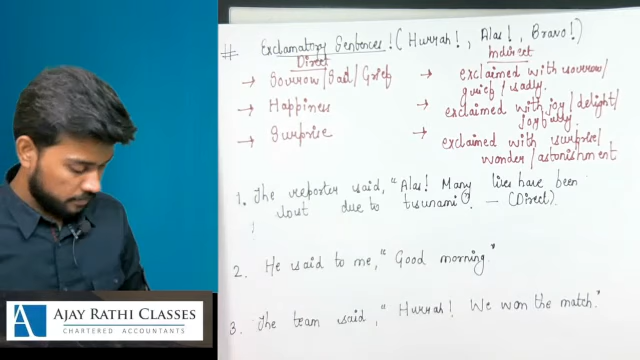 # Exclamatory Sentences! (Hurrah!, Alas!, Bravo!)
Direct Indirect
→ Sorrow/Sad/Grief → exclaimed with sorrow/
grief/sadly.
→ Happiness → exclaimed with joy/delight/
joyfully.
→ Surprise → exclaimed with surprise/
wonder/astonishment
1. The reporter said, "Alas! Many lives have been
lost due to tsunami". — (Direct)
2. He said to me, "Good morning."
3. The team said, "Hurrah! We won the match."
AJAY RATHI CLASSES
CHARTERED ACCOUNTANTS